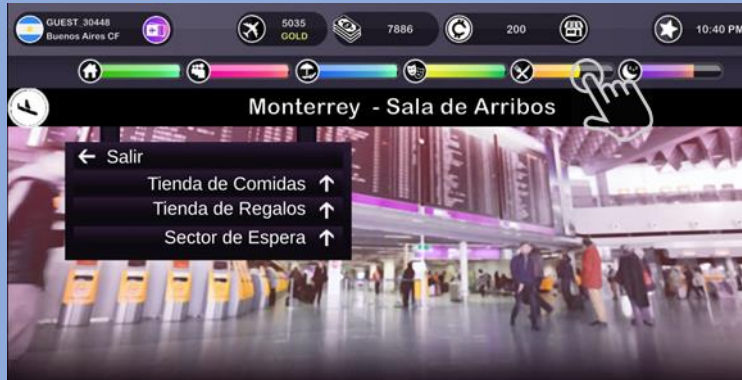 GUEST_30448
Buenos Aires CF
5035
GOLD
7886
200
10:40 PM
Monterrey - Sala de Arribos
Salir
Tienda de Comidas
Tienda de Regalos
Sector de Espera